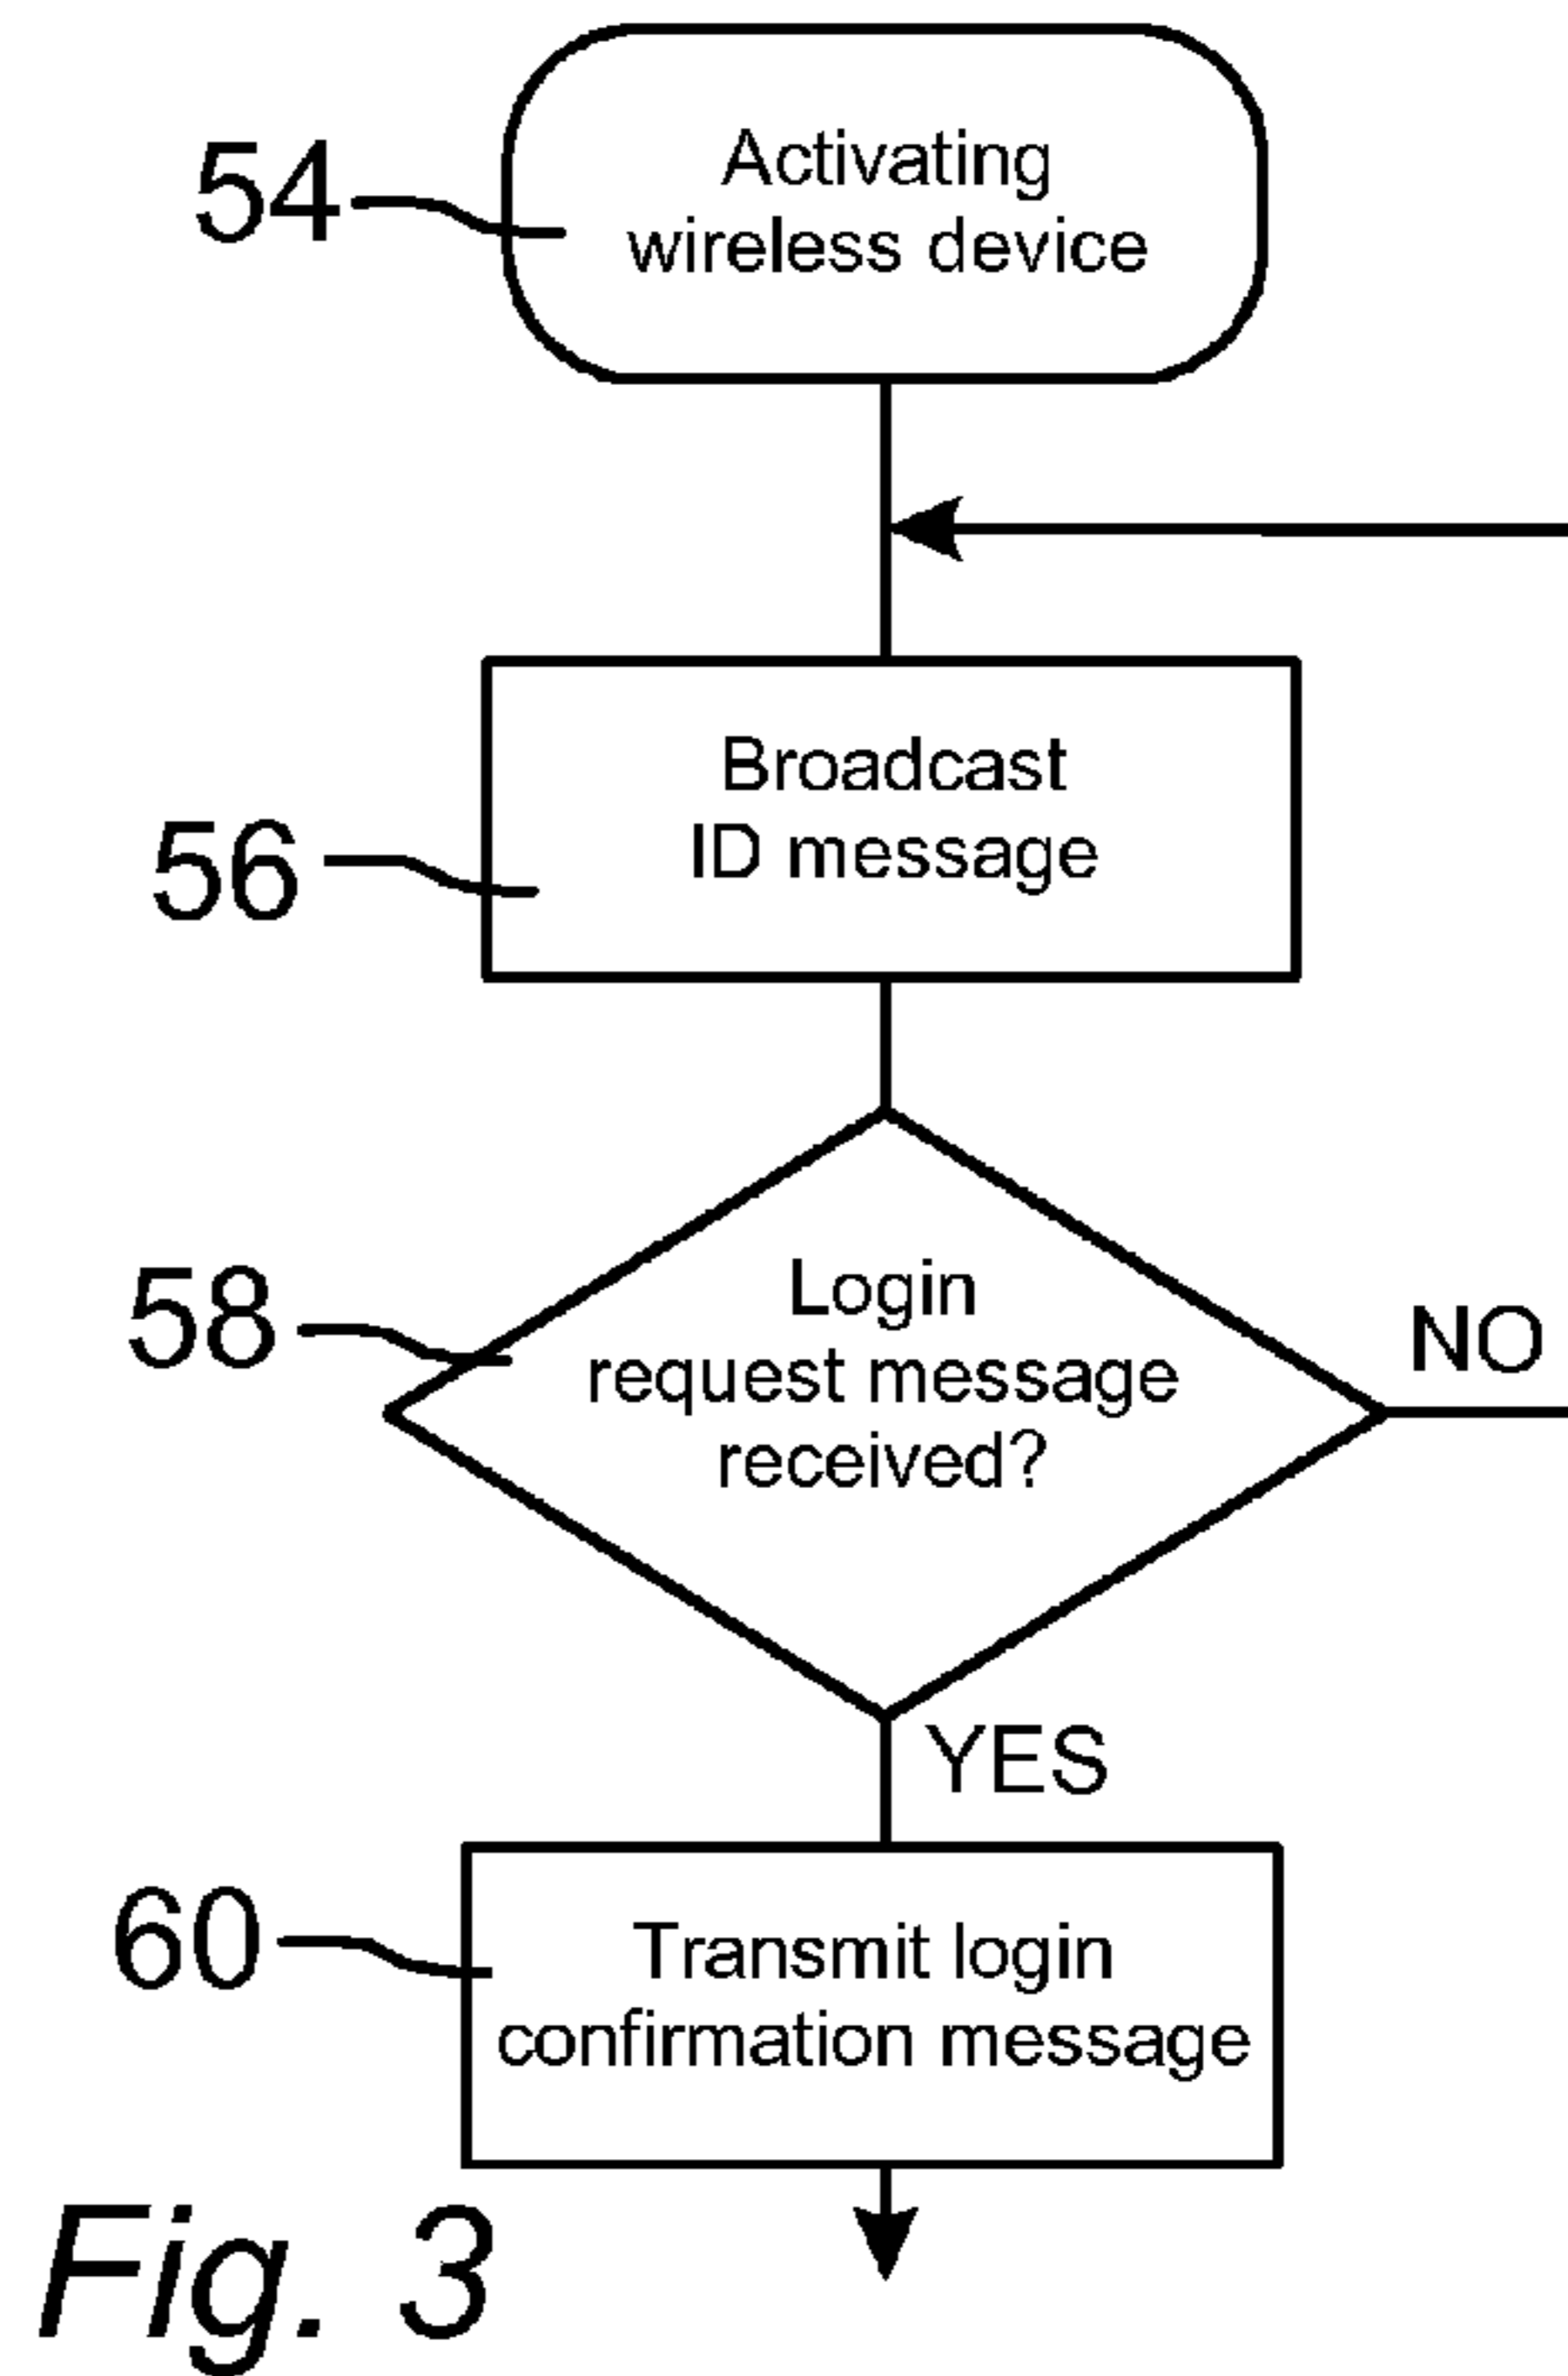 54
Activating
wireless device
56
Broadcast
ID message
58
Login
request message
received?
NO
YES
60
Transmit login
confirmation message
Fig. 3